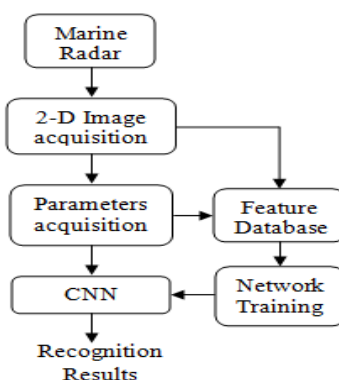 Marine
Radar
2-D Image
acquisition
Parameters
acquisition
Feature
Database
CNN
Network
Training
Recognition
Results